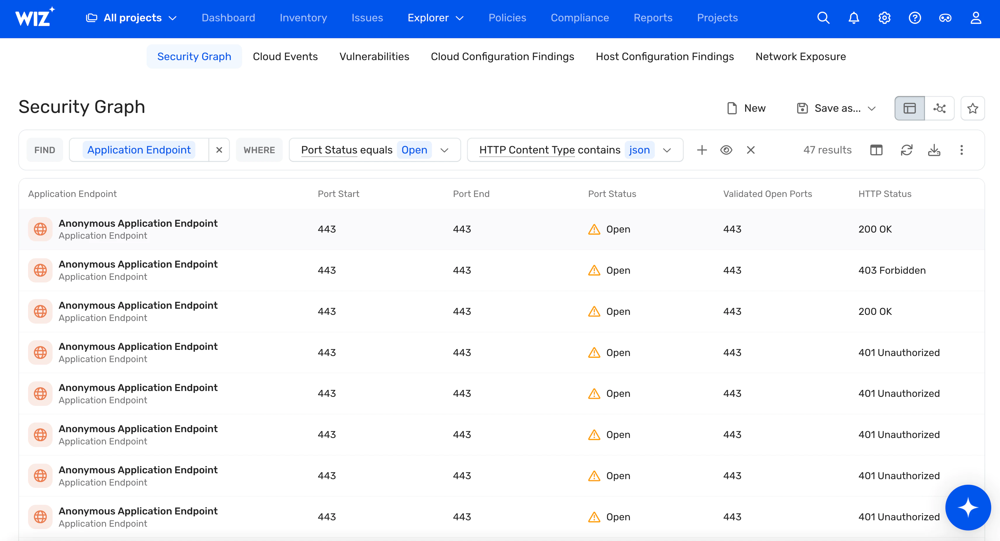 WIZ All projects Dashboard Inventory Issues Explorer Policies Compliance Reports Projects
Security Graph Cloud Events Vulnerabilities Cloud Configuration Findings Host Configuration Findings Network Exposure
Security Graph New Save as...
FIND Application Endpoint WHERE Port Status equals Open HTTP Content Type contains json 47 results
Application Endpoint Port Start Port End Port Status Validated Open Ports HTTP Status
Anonymous Application Endpoint
Application Endpoint
443 443 Open 443 200 OK
Anonymous Application Endpoint
Application Endpoint
443 443 Open 443 403 Forbidden
Anonymous Application Endpoint
Application Endpoint
443 443 Open 443 200 OK
Anonymous Application Endpoint
Application Endpoint
443 443 Open 443 401 Unauthorized
Anonymous Application Endpoint
Application Endpoint
443 443 Open 443 401 Unauthorized
Anonymous Application Endpoint
Application Endpoint
443 443 Open 443 401 Unauthorized
Anonymous Application Endpoint
Application Endpoint
443 443 Open 443 401 Unauthorized
Anonymous Application Endpoint
Application Endpoint
443 443 Open 443 401 Unauthorized